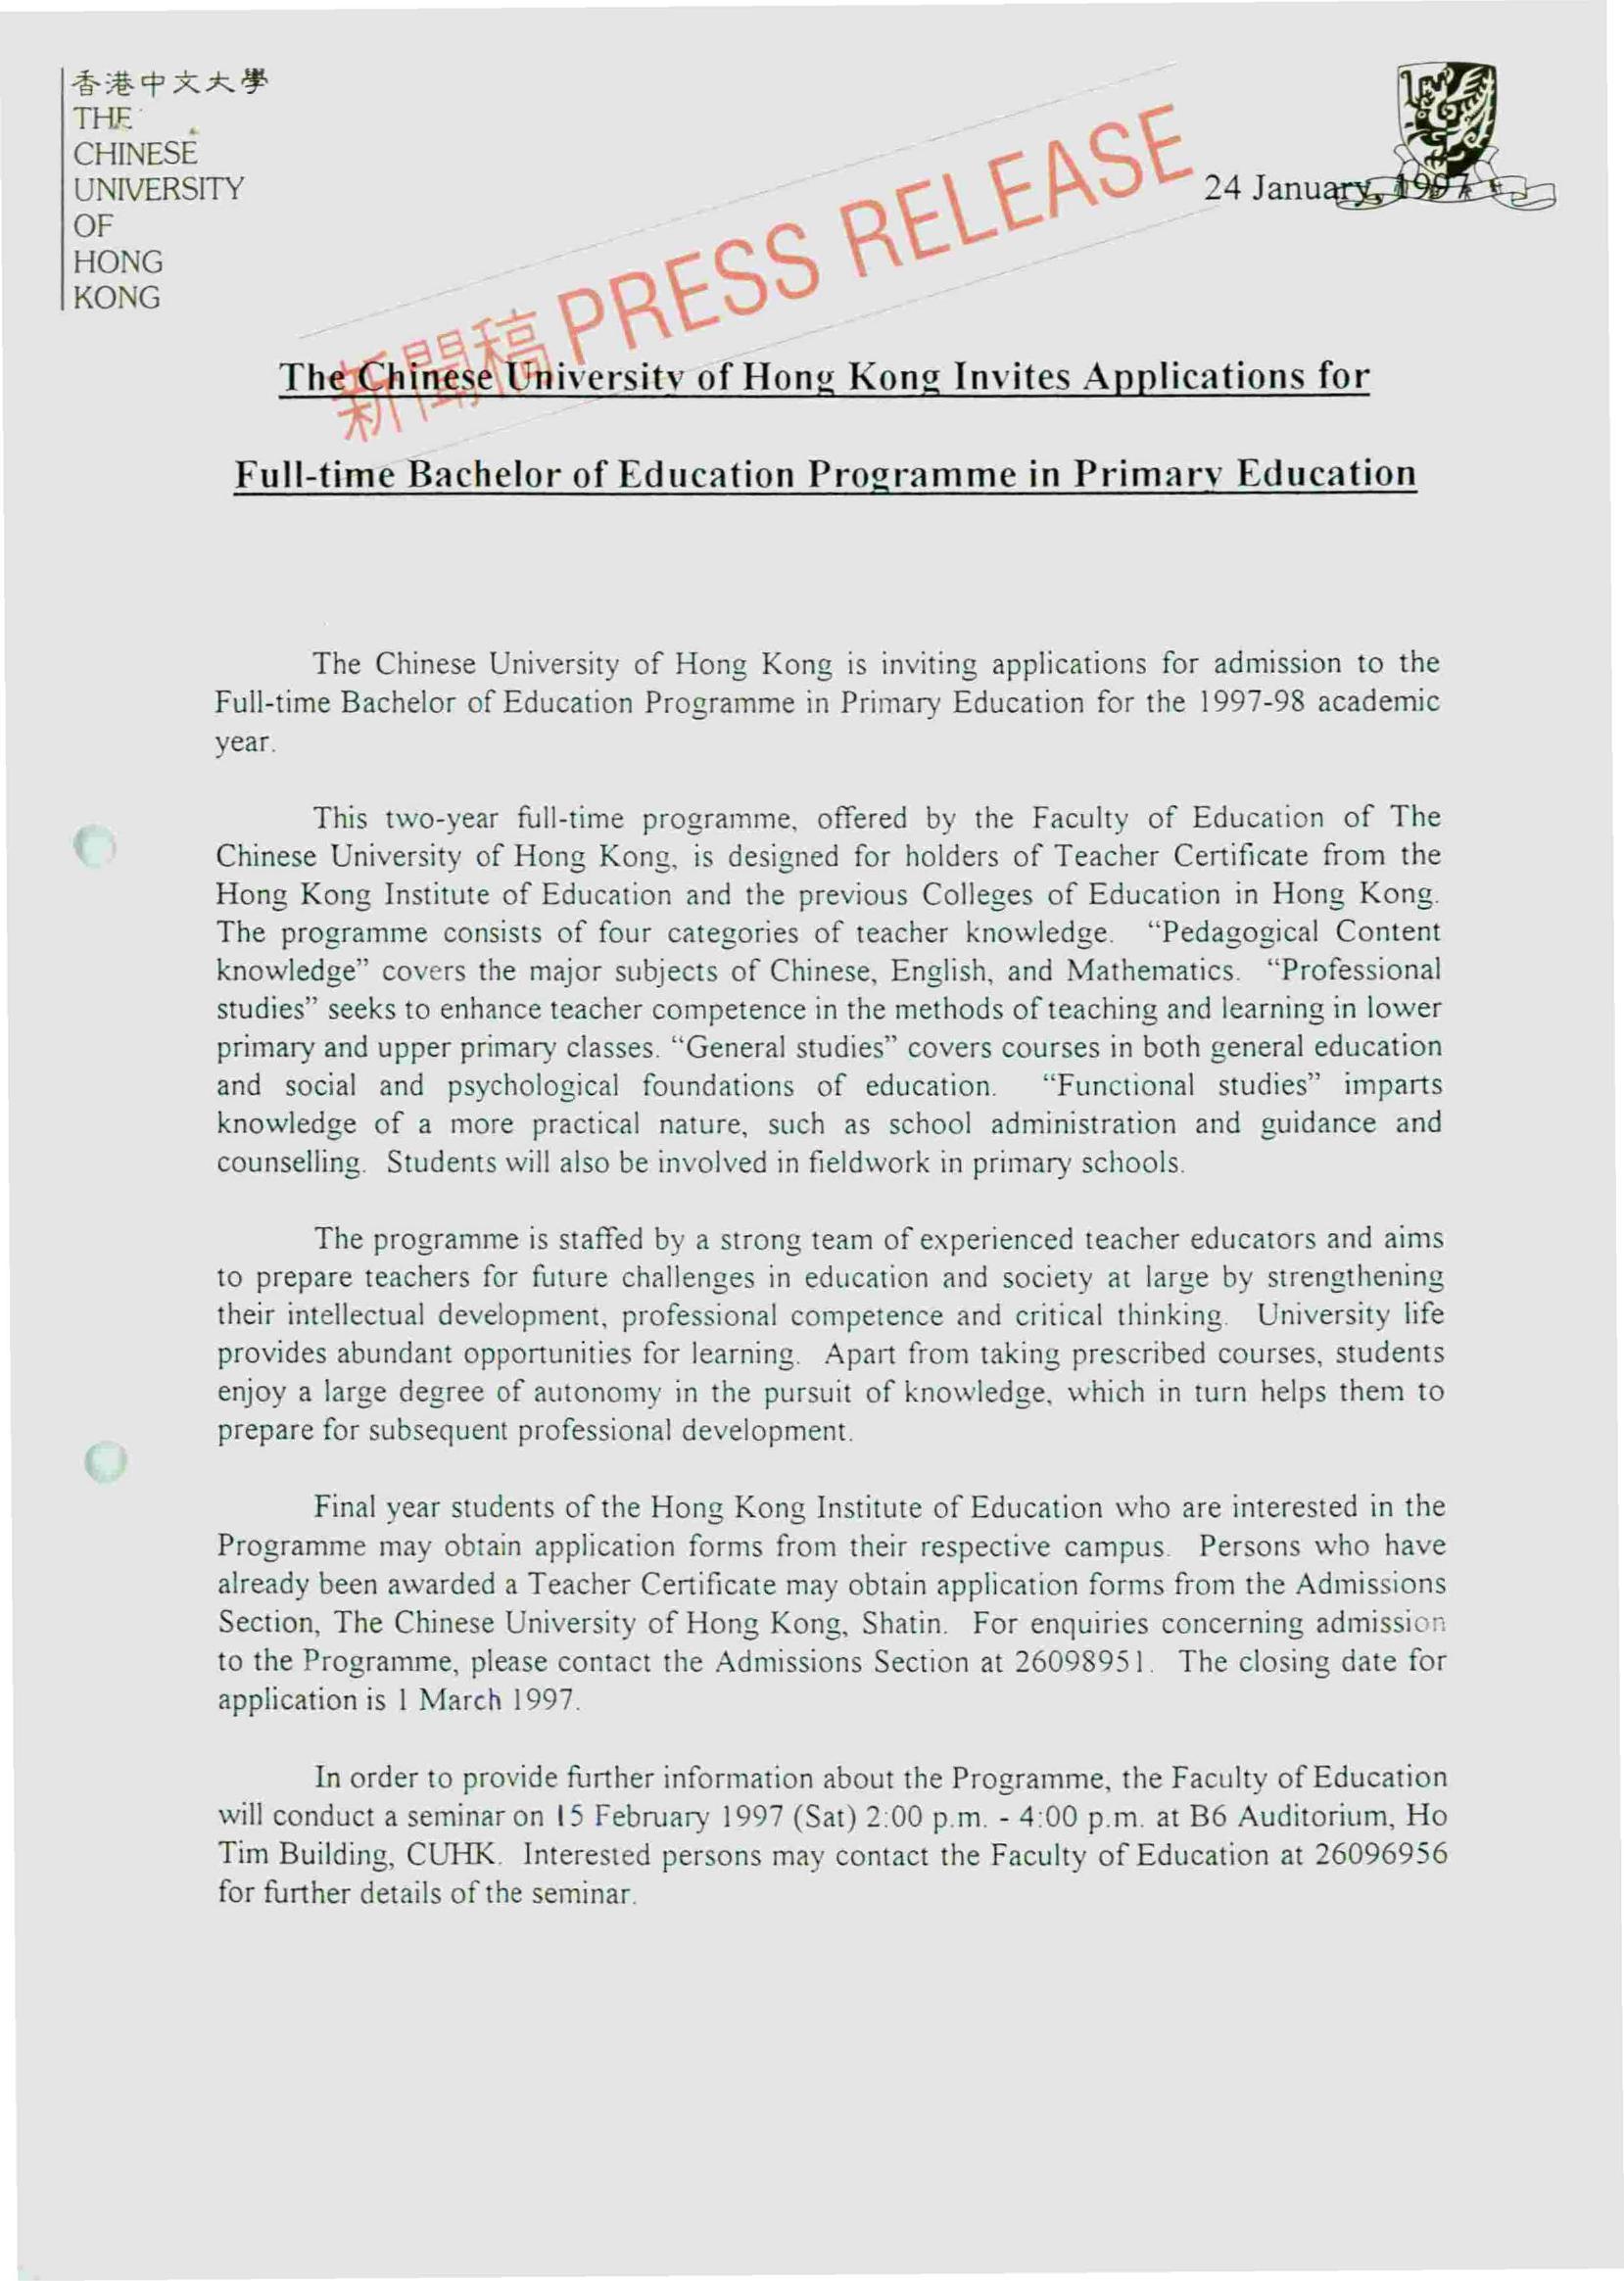 香港中文大學
THE
CHINESE
UNIVERSITY
OF
HONG
KONG
24 January, 1997
新聞稿 PRESS RELEASE
The Chinese University of Hong Kong Invites Applications for
Full-time Bachelor of Education Programme in Primary Education
The Chinese University of Hong Kong is inviting applications for admission to the
Full-time Bachelor of Education Programme in Primary Education for the 1997-98 academic
year.
This two-year full-time programme, offered by the Faculty of Education of The
Chinese University of Hong Kong, is designed for holders of Teacher Certificate from the
Hong Kong Institute of Education and the previous Colleges of Education in Hong Kong.
The programme consists of four categories of teacher knowledge. “Pedagogical Content
knowledge” covers the major subjects of Chinese, English, and Mathematics. “Professional
studies” seeks to enhance teacher competence in the methods of teaching and learning in lower
primary and upper primary classes. “General studies” covers courses in both general education
and social and psychological foundations of education. “Functional studies” imparts
knowledge of a more practical nature, such as school administration and guidance and
counselling. Students will also be involved in fieldwork in primary schools.
The programme is staffed by a strong team of experienced teacher educators and aims
to prepare teachers for future challenges in education and society at large by strengthening
their intellectual development, professional competence and critical thinking. University life
provides abundant opportunities for learning. Apart from taking prescribed courses, students
enjoy a large degree of autonomy in the pursuit of knowledge, which in turn helps them to
prepare for subsequent professional development.
Final year students of the Hong Kong Institute of Education who are interested in the
Programme may obtain application forms from their respective campus. Persons who have
already been awarded a Teacher Certificate may obtain application forms from the Admissions
Section, The Chinese University of Hong Kong, Shatin. For enquiries concerning admission
to the Programme, please contact the Admissions Section at 26098951. The closing date for
application is 1 March 1997.
In order to provide further information about the Programme, the Faculty of Education
will conduct a seminar on 15 February 1997 (Sat) 2:00 p.m. - 4:00 p.m. at B6 Auditorium, Ho
Tim Building, CUHK. Interested persons may contact the Faculty of Education at 26096956
for further details of the seminar.